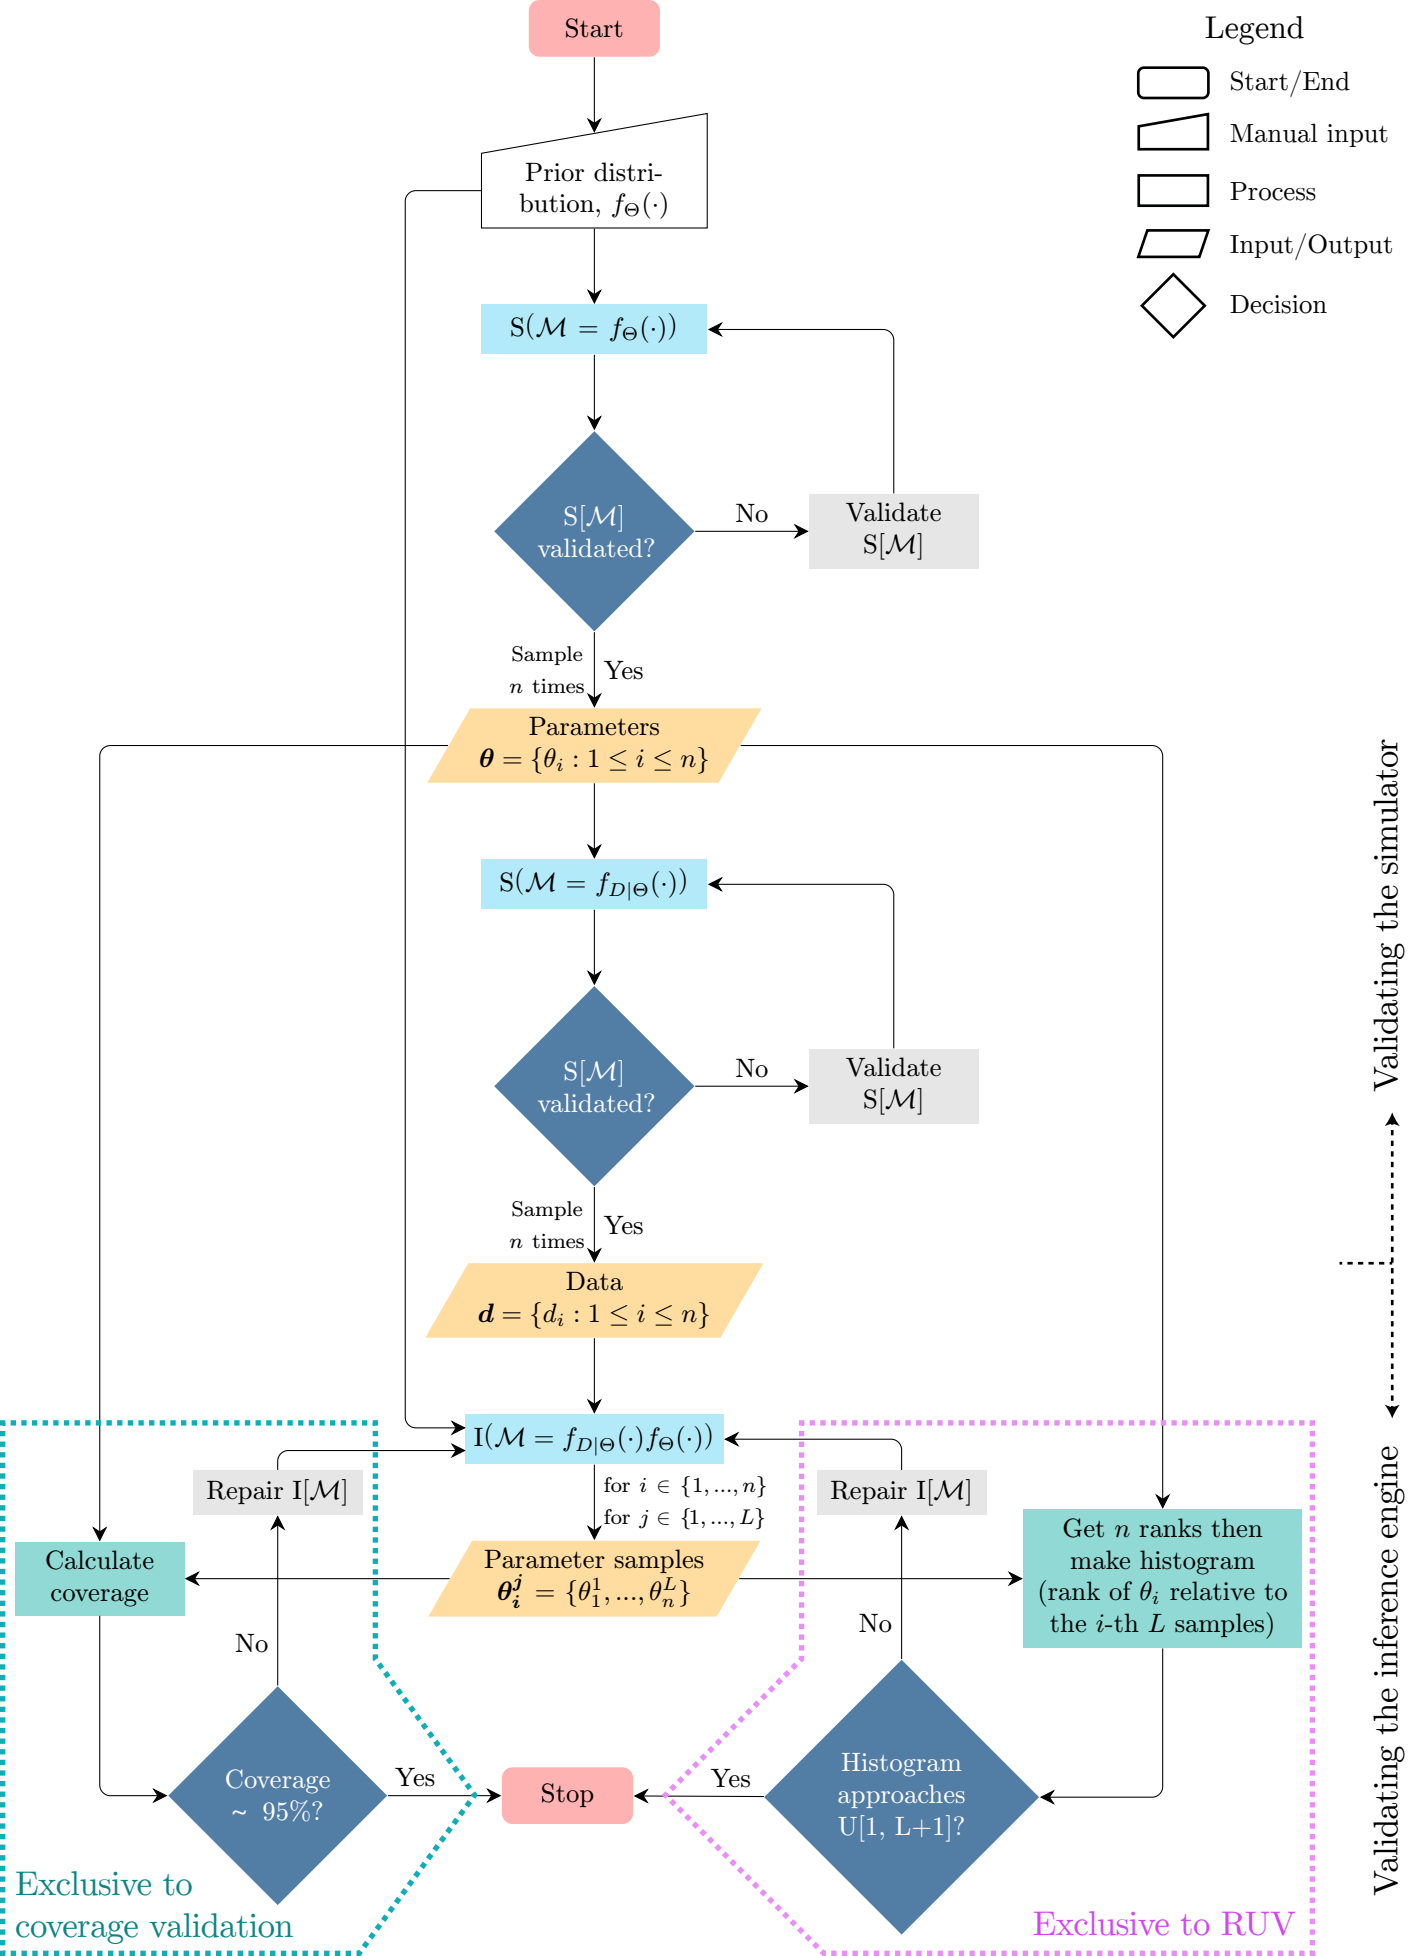 Start
Legend
Start/End
Manual input
Process
Input/Output
Decision
Prior distri-
bution, f_Θ(·)
S(ℳ = f_Θ(·))
S[ℳ]
validated?
No
Validate
S[ℳ]
Sample
n times
Yes
Parameters
θ = {θ_i : 1 ≤ i ≤ n}
S(ℳ = f_{D|Θ}(·))
S[ℳ]
validated?
No
Validate
S[ℳ]
Sample
n times
Yes
Data
d = {d_i : 1 ≤ i ≤ n}
Validating the simulator
Validating the inference engine
I(ℳ = f_{D|Θ}(·)f_Θ(·))
for i ∈ {1, ..., n}
for j ∈ {1, ..., L}
Repair I[ℳ]
Repair I[ℳ]
Calculate
coverage
Parameter samples
θ_i^j = {θ_1^1, ..., θ_n^L}
Get n ranks then
make histogram
(rank of θ_i relative to
the i-th L samples)
No
No
Coverage
~ 95%?
Yes
Stop
Yes
Histogram
approaches
U[1, L+1]?
Exclusive to
coverage validation
Exclusive to RUV